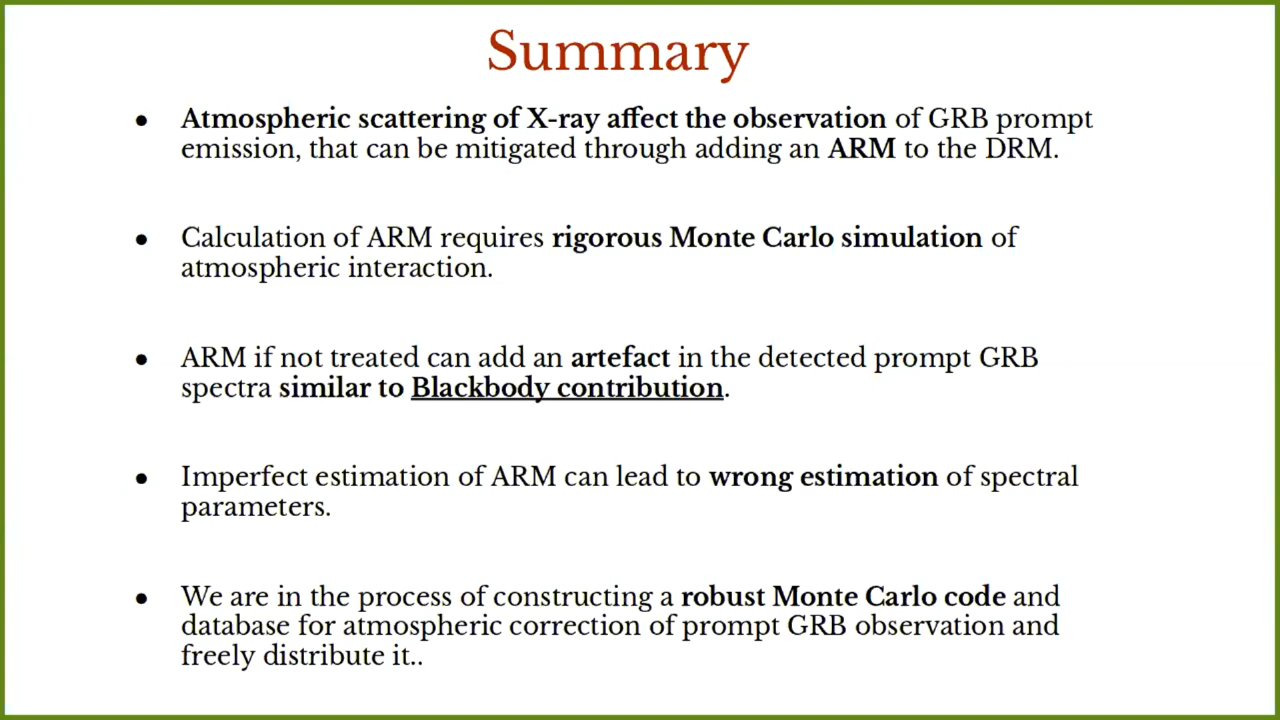 Summary
● Atmospheric scattering of X-ray affect the observation of GRB prompt
emission, that can be mitigated through adding an ARM to the DRM.
● Calculation of ARM requires rigorous Monte Carlo simulation of
atmospheric interaction.
● ARM if not treated can add an artefact in the detected prompt GRB
spectra similar to Blackbody contribution.
● Imperfect estimation of ARM can lead to wrong estimation of spectral
parameters.
● We are in the process of constructing a robust Monte Carlo code and
database for atmospheric correction of prompt GRB observation and
freely distribute it..